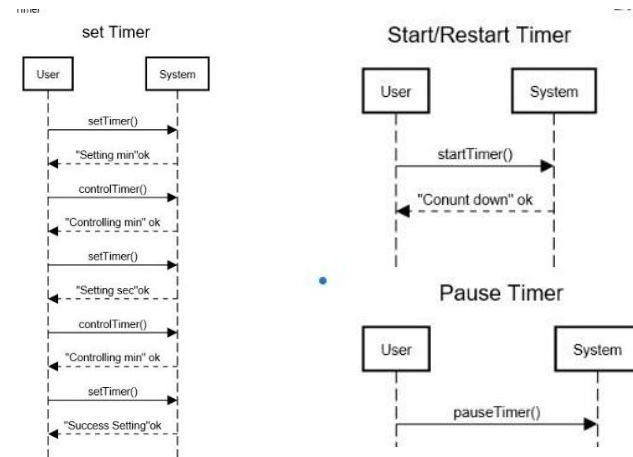 Timer
set Timer
User
System
setTimer()
"Setting min"ok
controlTimer()
"Controlling min" ok
setTimer()
"Setting sec"ok
controlTimer()
"Controlling min" ok
setTimer()
"Success Setting"ok
Start/Restart Timer
User
System
startTimer()
"Conunt down" ok
Pause Timer
User
System
pauseTimer()